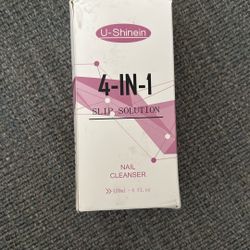 U-Shinein
4-IN-1
SLIP SOLUTION
NAIL
CLEANSER